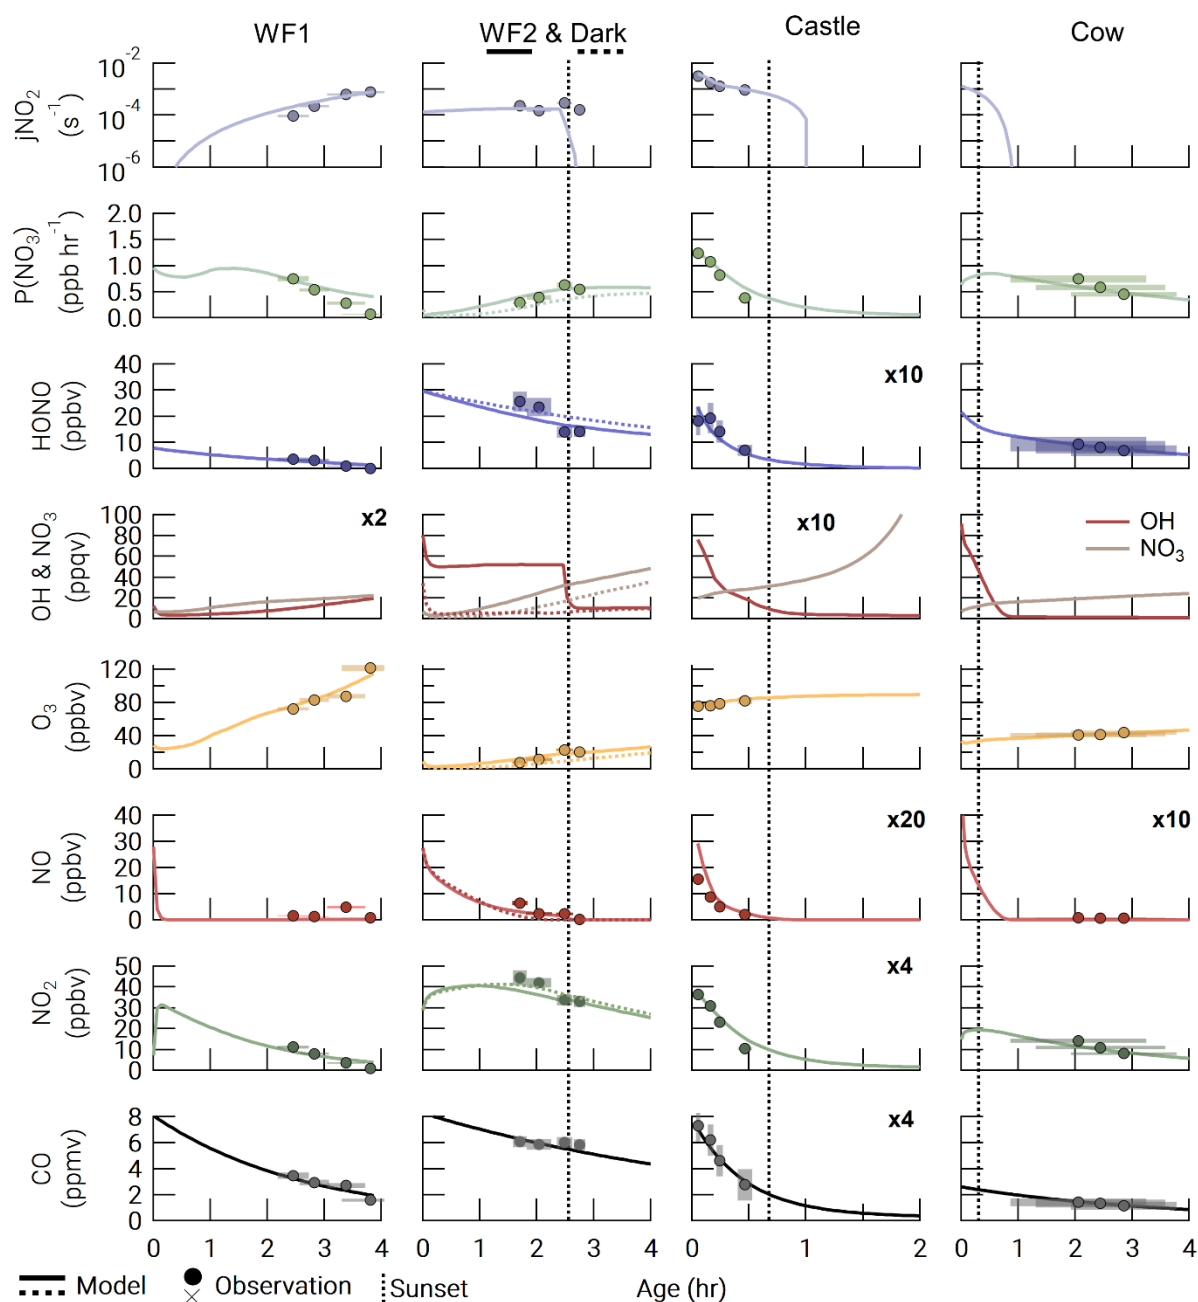 WF1
WF2 & Dark
Castle
Cow
jNO2
(s-1)
10-2
10-4
10-6
P(NO3)
(ppb hr-1)
2.0
1.5
1.0
0.5
0.0
HONO
(ppbv)
40
30
20
10
0
x10
OH & NO3
(ppqv)
100
80
60
40
20
0
x2
x10
OH
NO3
O3
(ppbv)
120
80
40
0
NO
(ppbv)
40
30
20
10
0
x20
x10
NO2
(ppbv)
50
40
30
20
10
0
x4
CO
(ppmv)
8
6
4
2
0
x4
0 1 2 3 4
0 1 2 3 4
0 1 2
0 1 2 3 4
Model
Observation
Sunset
Age (hr)